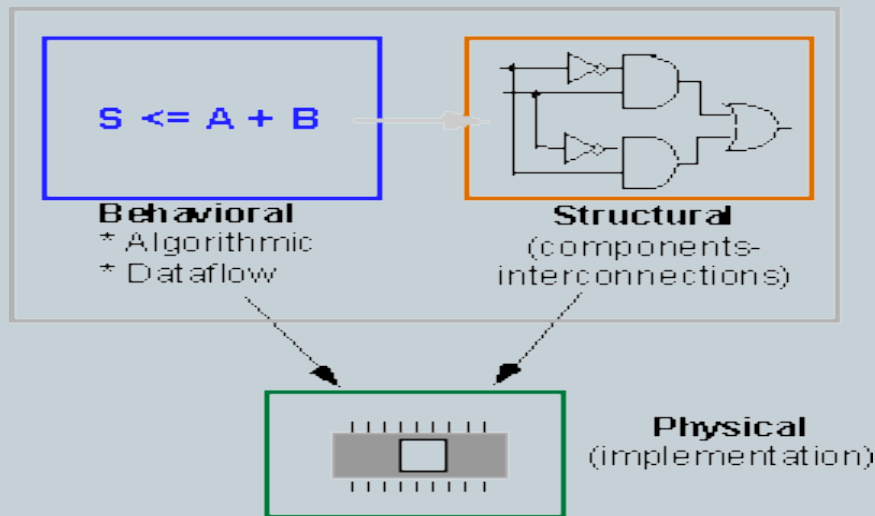 S <= A + B
Behavioral
* Algorithmic
* Dataflow
Structural
(components-
interconnections)
Physical
(implementation)